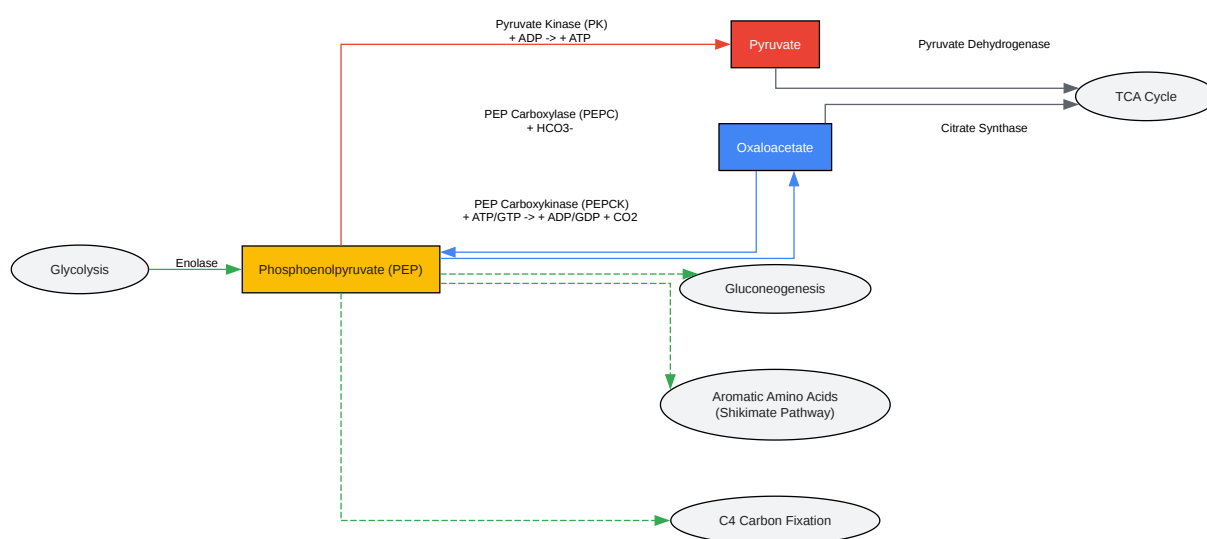 Pyruvate Kinase (PK)
+ ADP -> + ATP
Pyruvate
Pyruvate Dehydrogenase
TCA Cycle
PEP Carboxylase (PEPC)
+ HCO3-
Oxaloacetate
Citrate Synthase
PEP Carboxykinase (PEPCK)
+ ATP/GTP -> + ADP/GDP + CO2
Glycolysis
Enolase
Phosphoenolpyruvate (PEP)
Gluconeogenesis
Aromatic Amino Acids
(Shikimate Pathway)
C4 Carbon Fixation